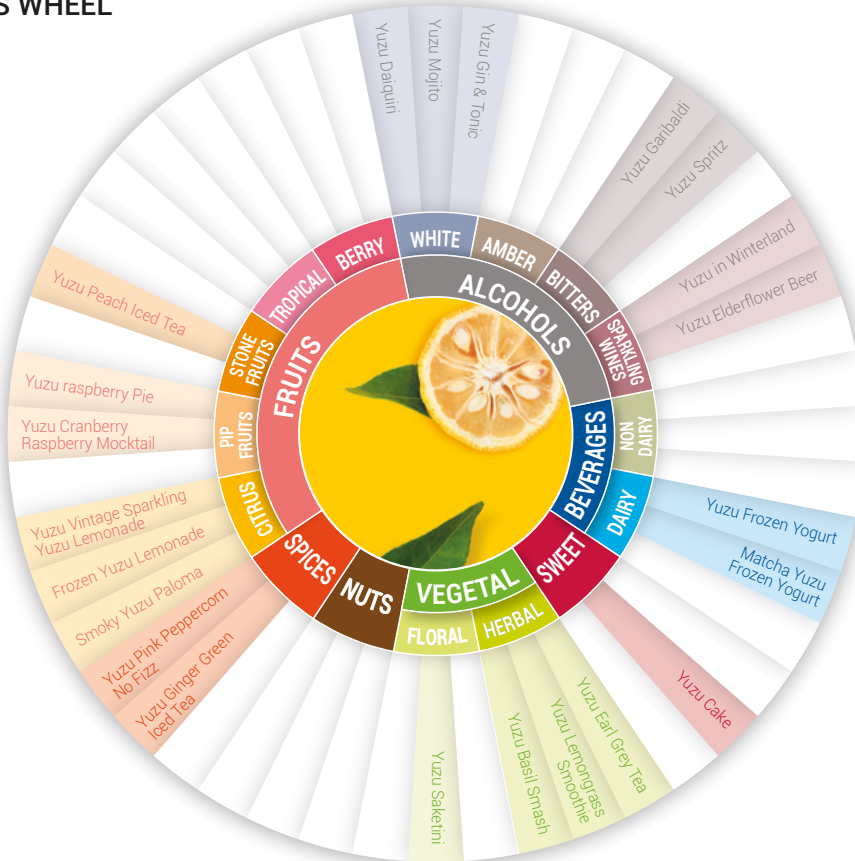 S WHEEL
Yuzu Daiquiri
Yuzu Mojito
Yuzu Gin & Tonic
Yuzu Garibaldi
Yuzu Spritz
Yuzu in Winterland
Yuzu Elderflower Beer
Yuzu Frozen Yogurt
Matcha Yuzu
Frozen Yogurt
Yuzu Cake
Yuzu Earl Grey Tea
Yuzu Lemongrass
Smoothie
Yuzu Basil Smash
Yuzu Saketini
Yuzu Ginger Green
Iced Tea
Yuzu Pink Peppercorn
No Fizz
Smoky Yuzu Paloma
Frozen Yuzu Lemonade
Yuzu Vintage Sparkling
Yuzu Lemonade
Yuzu Cranberry
Raspberry Mocktail
Yuzu raspberry Pie
Yuzu Peach Iced Tea
WHITE
AMBER
BITTERS
SPARKLING
WINES
NON
DAIRY
DAIRY
SWEET
HERBAL
FLORAL
NUTS
SPICES
CITRUS
PIP
FRUITS
STONE
FRUITS
TROPICAL
BERRY
ALCOHOLS
BEVERAGES
VEGETAL
FRUITS